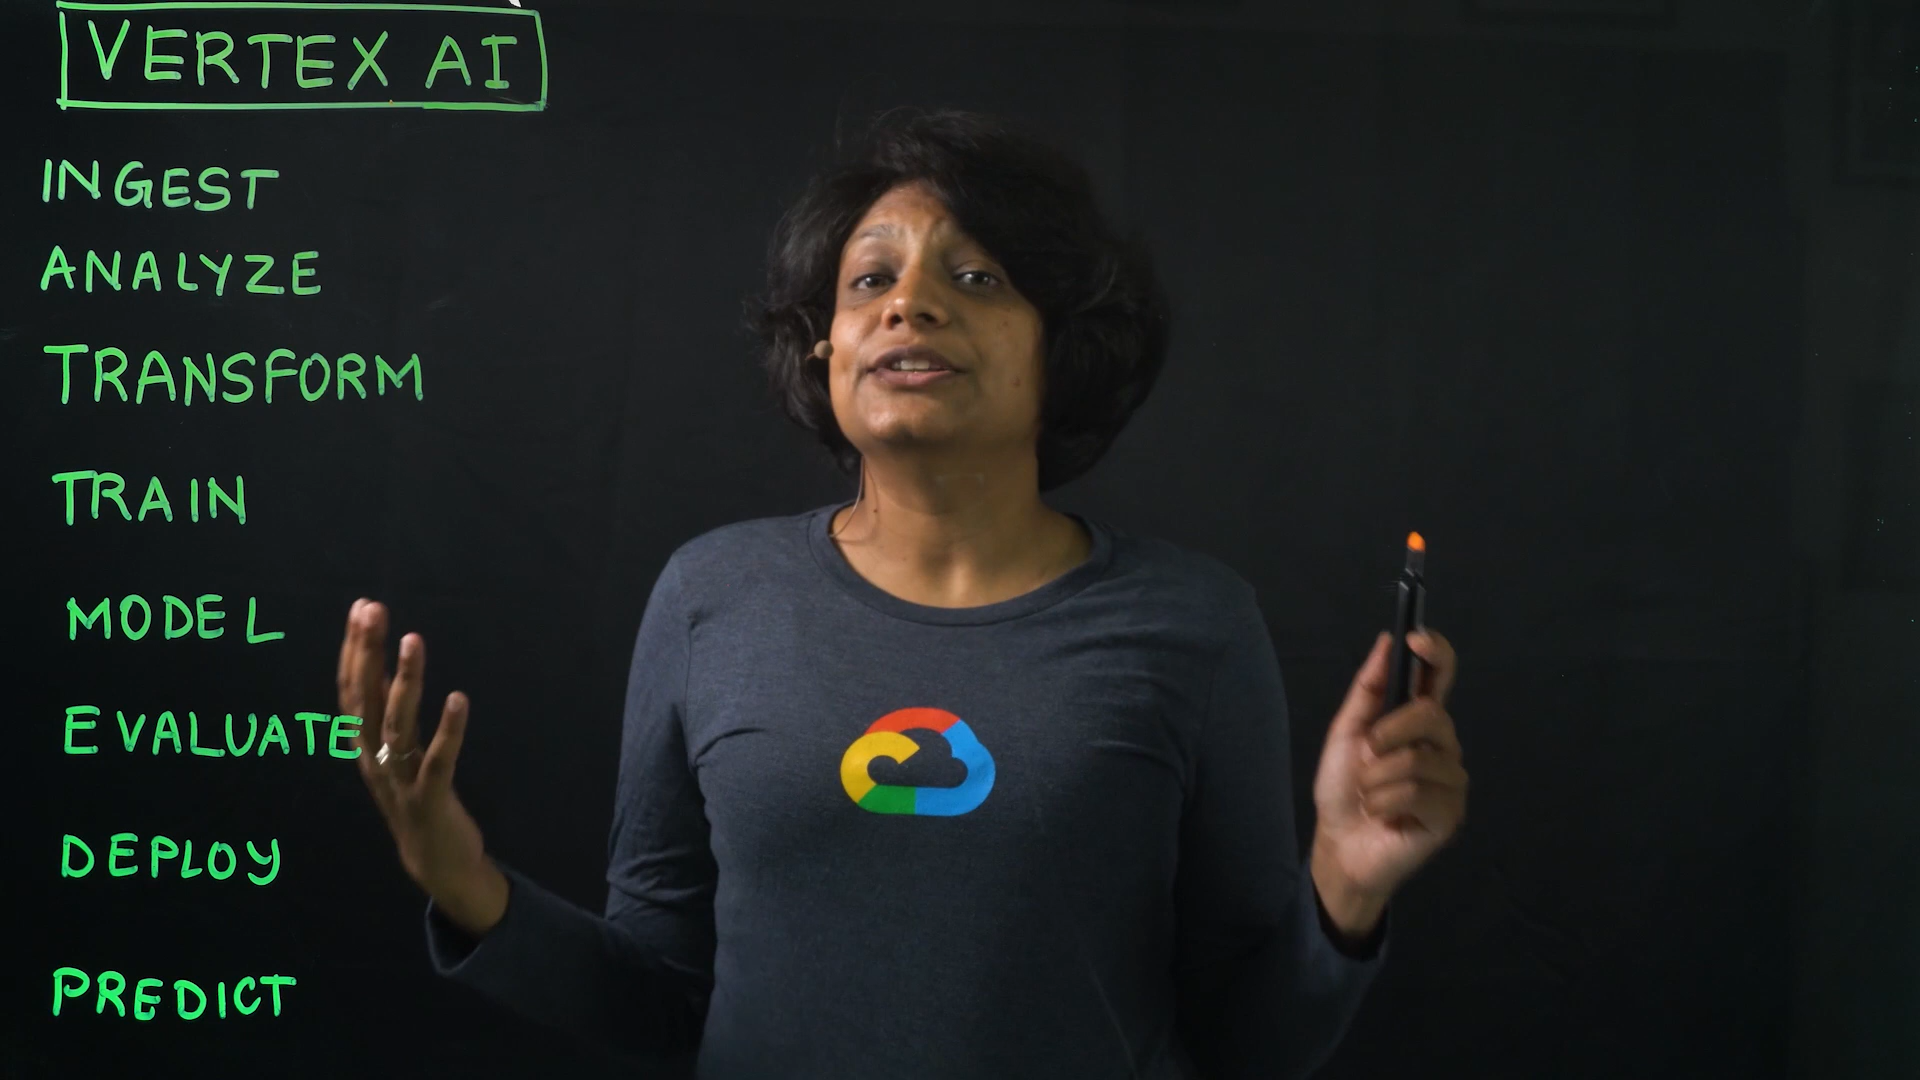 VERTEX AI
INGEST
ANALYZE
TRANSFORM
TRAIN
MODEL
EVALUATE
DEPLOY
PREDICT